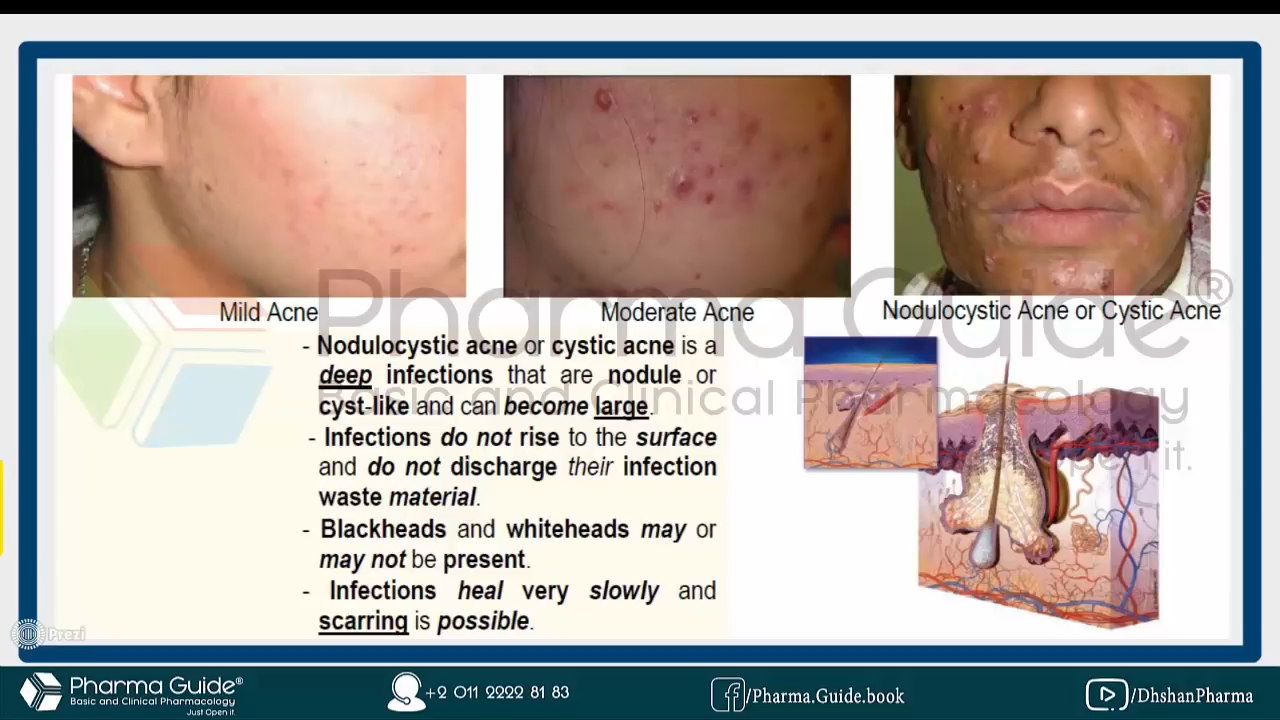 Mild Acne
Moderate Acne
Nodulocystic Acne or Cystic Acne
Pharma Guide®
Basic and Clinical Pharmacology
- Nodulocystic acne or cystic acne is a
deep infections that are nodule or
cyst-like and can become large.
- Infections do not rise to the surface
and do not discharge their infection
waste material.
- Blackheads and whiteheads may or
may not be present.
- Infections heal very slowly and
scarring is possible.
Prezi
Pharma Guide®
Basic and Clinical Pharmacology
Just Open it.
+2 011 2222 81 83
/Pharma.Guide.book
/DhshanPharma